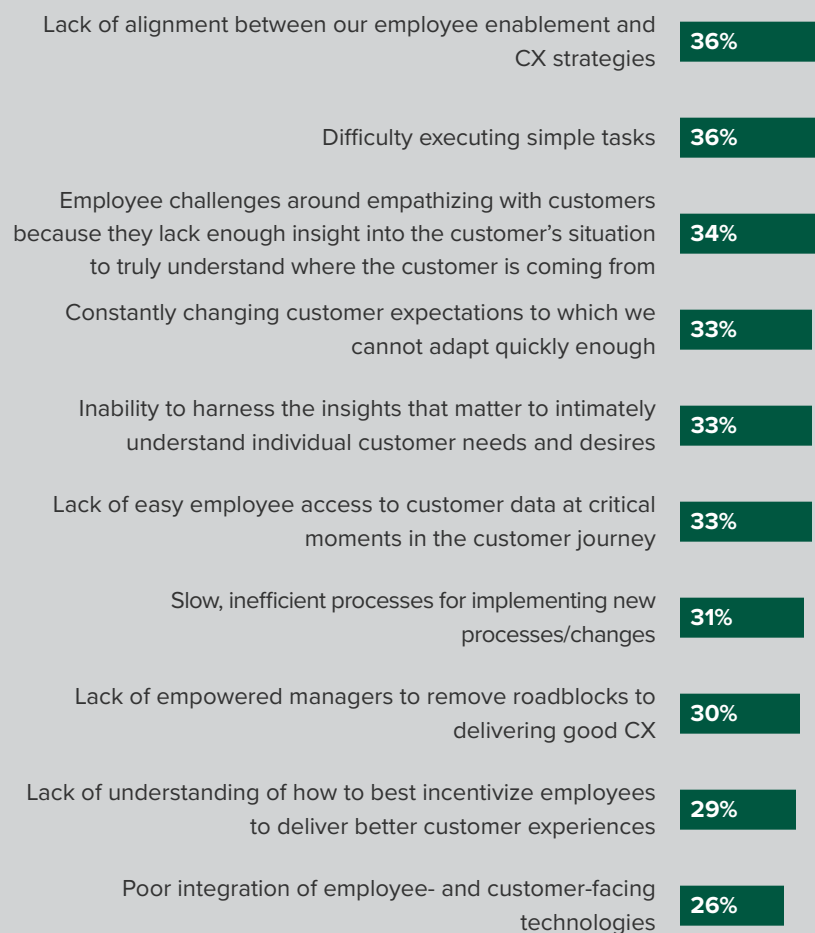 Lack of alignment between our employee enablement and
CX strategies
36%
Difficulty executing simple tasks
36%
Employee challenges around empathizing with customers
because they lack enough insight into the customer’s situation
to truly understand where the customer is coming from
34%
Constantly changing customer expectations to which we
cannot adapt quickly enough
33%
Inability to harness the insights that matter to intimately
understand individual customer needs and desires
33%
Lack of easy employee access to customer data at critical
moments in the customer journey
33%
Slow, inefficient processes for implementing new
processes/changes
31%
Lack of empowered managers to remove roadblocks to
delivering good CX
30%
Lack of understanding of how to best incentivize employees
to deliver better customer experiences
29%
Poor integration of employee- and customer-facing
technologies
26%